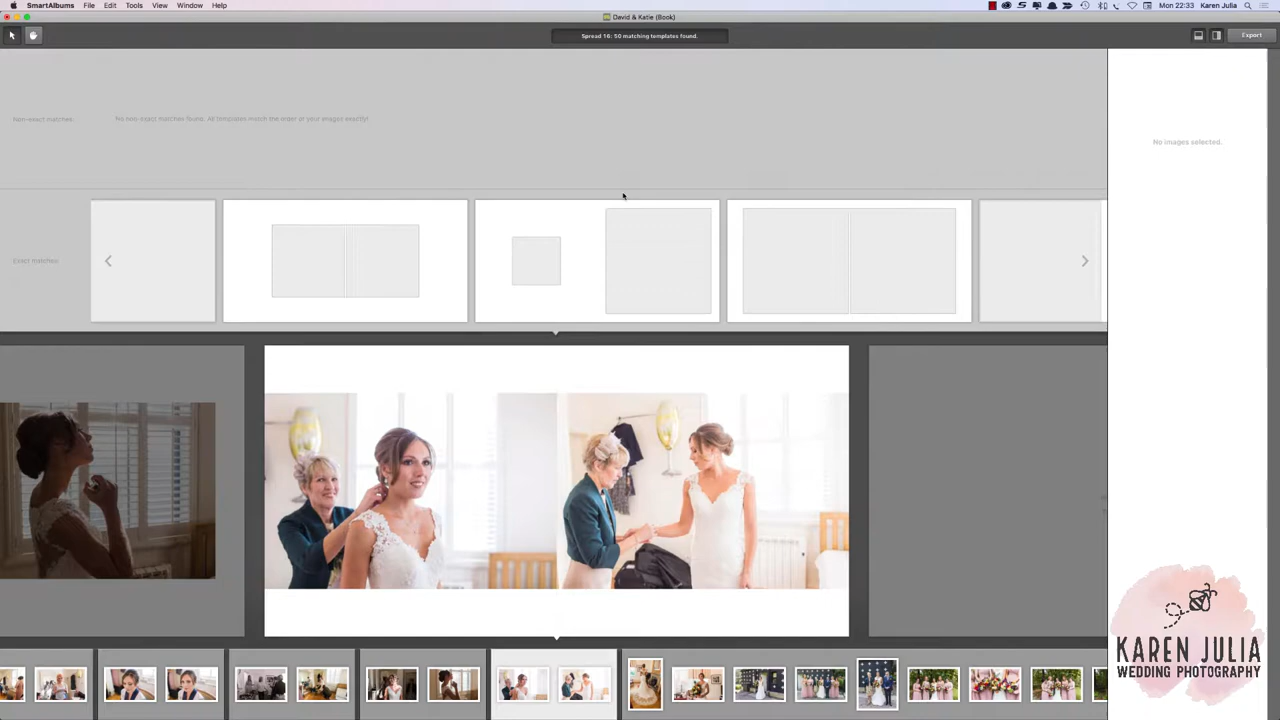 SmartAlbums File Edit Tools View Window Help
Mon 22:33 Karen Julia
David & Katie (Book)
Spread 16: 50 matching templates found.
Export
Non-exact matches: No non-exact matches found. All templates match the order of your images exactly!
No images selected.
Exact matches:
KAREN JULIA
WEDDING PHOTOGRAPHY